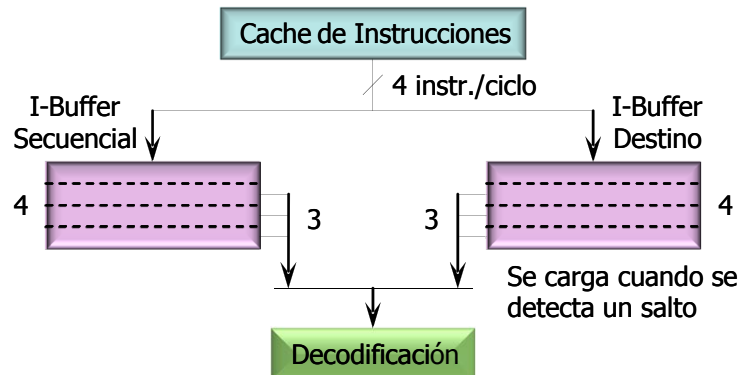 Cache de Instrucciones
4 instr./ciclo
I-Buffer
Secuencial
I-Buffer
Destino
4
3
3
4
Se carga cuando se
detecta un salto
Decodificación